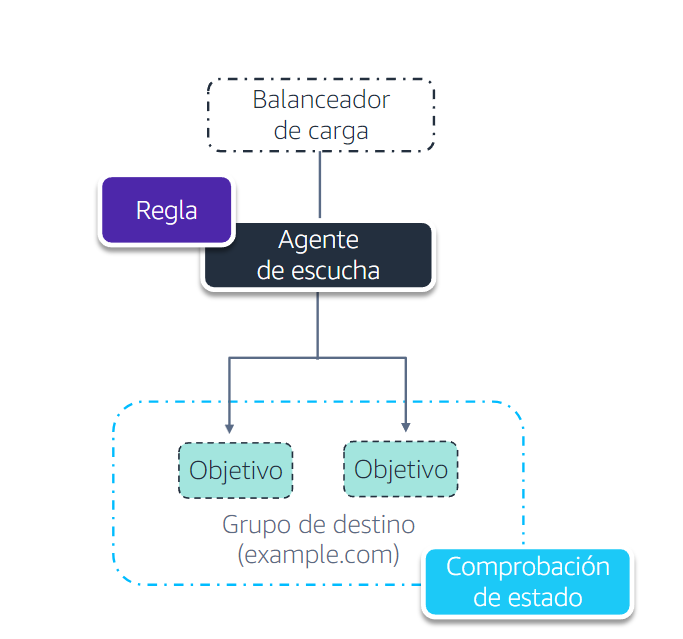 Balanceador
de carga
Regla
Agente
de escucha
Objetivo
Objetivo
Grupo de destino
(example.com)
Comprobación
de estado